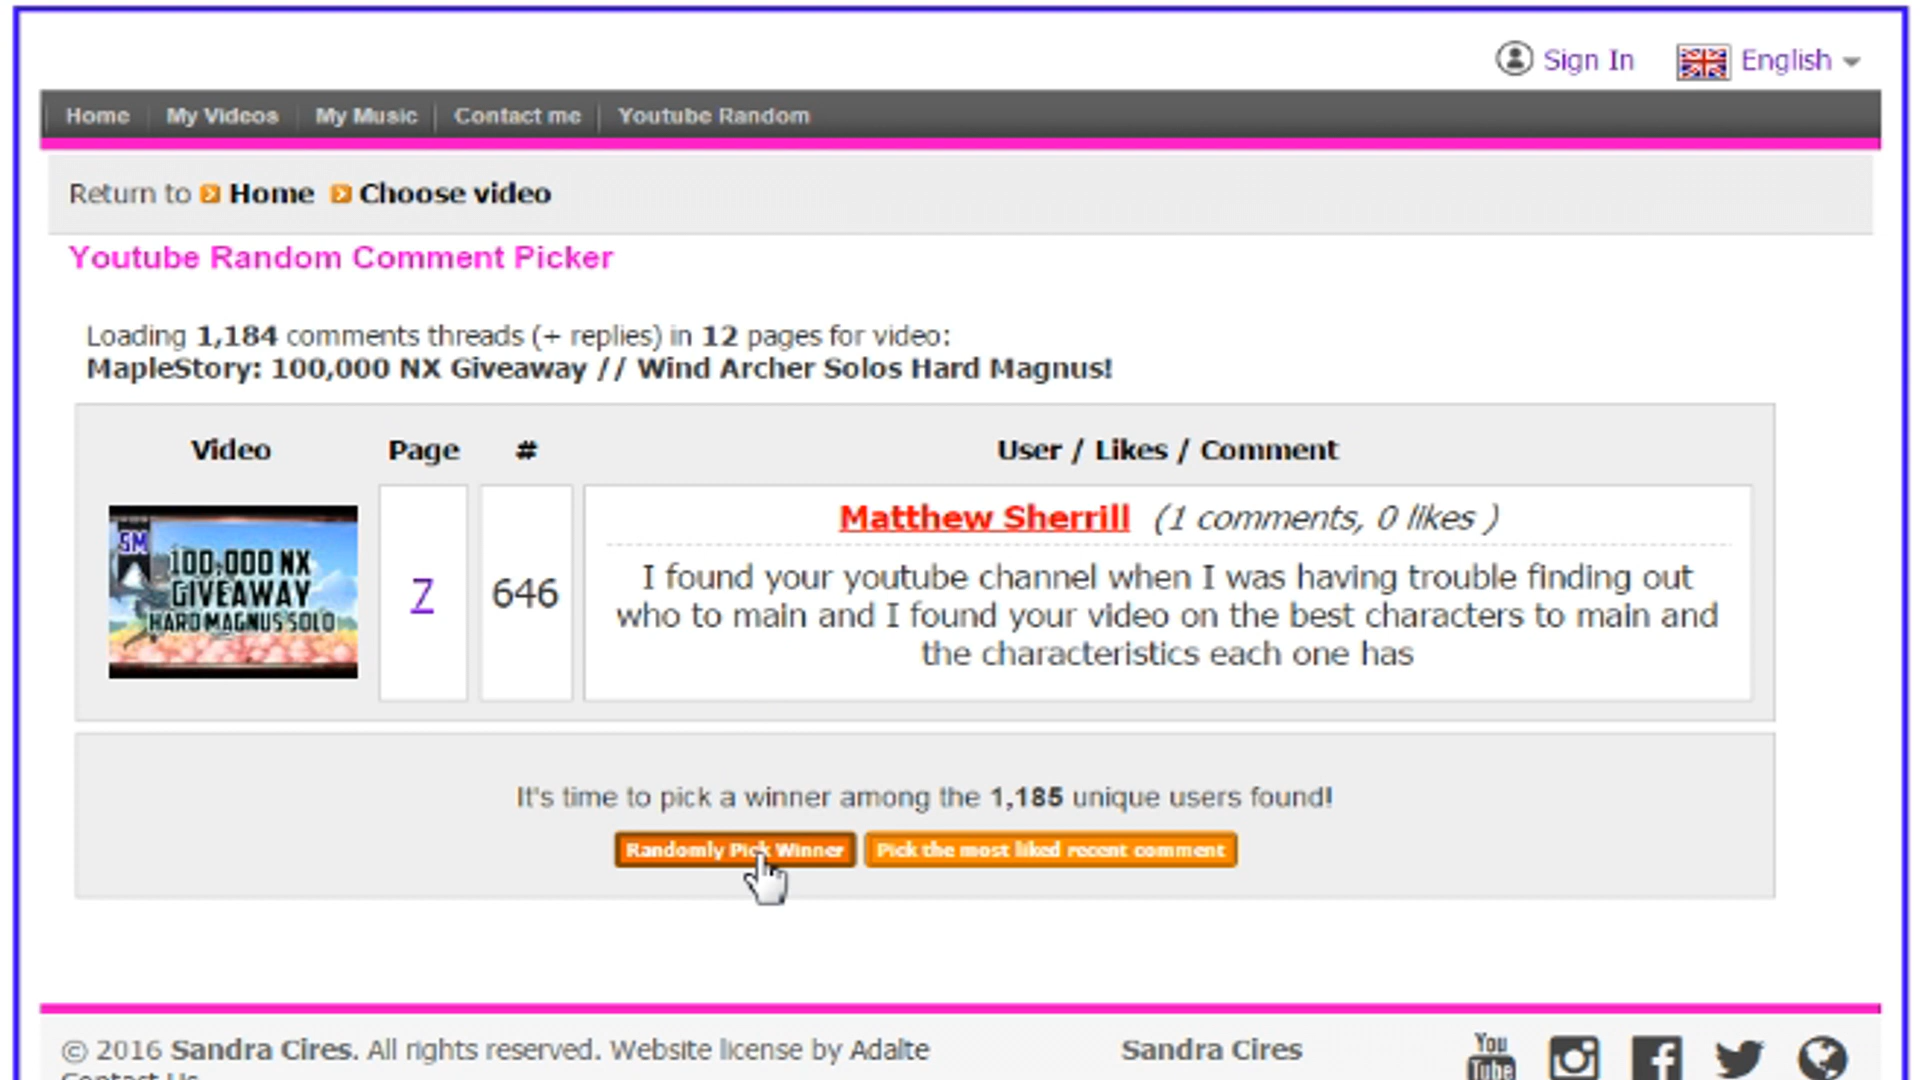 Sign In English
Home My Videos My Music Contact me Youtube Random
Return to Home Choose video
Youtube Random Comment Picker
Loading 1,184 comments threads (+ replies) in 12 pages for video:
MapleStory: 100,000 NX Giveaway // Wind Archer Solos Hard Magnus!
Video Page # User / Likes / Comment
SM
100,000 NX
GIVEAWAY
HARD MAGNUS SOLO
7
646
Matthew Sherrill (1 comments, 0 likes )
I found your youtube channel when I was having trouble finding out
who to main and I found your video on the best characters to main and
the characteristics each one has
It's time to pick a winner among the 1,185 unique users found!
Randomly Pick Winner Pick the most liked recent comment
© 2016 Sandra Cires. All rights reserved. Website license by Adalte
Contact Us
Sandra Cires
You
Tube